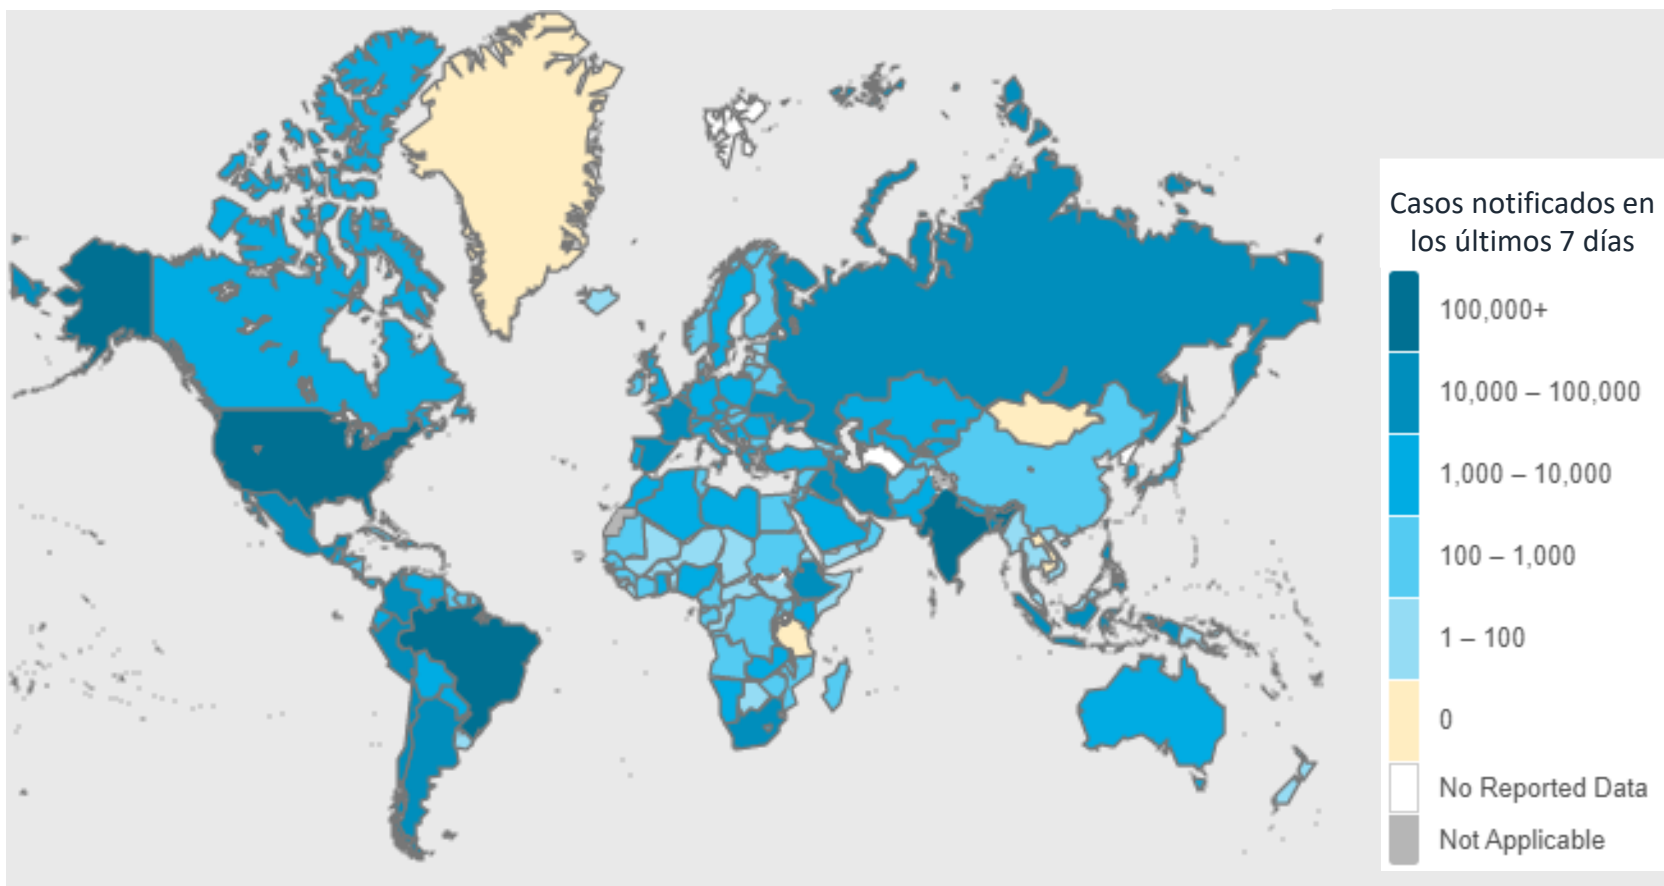 Casos notificados en
los últimos 7 días
100,000+
10,000 – 100,000
1,000 – 10,000
100 – 1,000
1 – 100
0
No Reported Data
Not Applicable